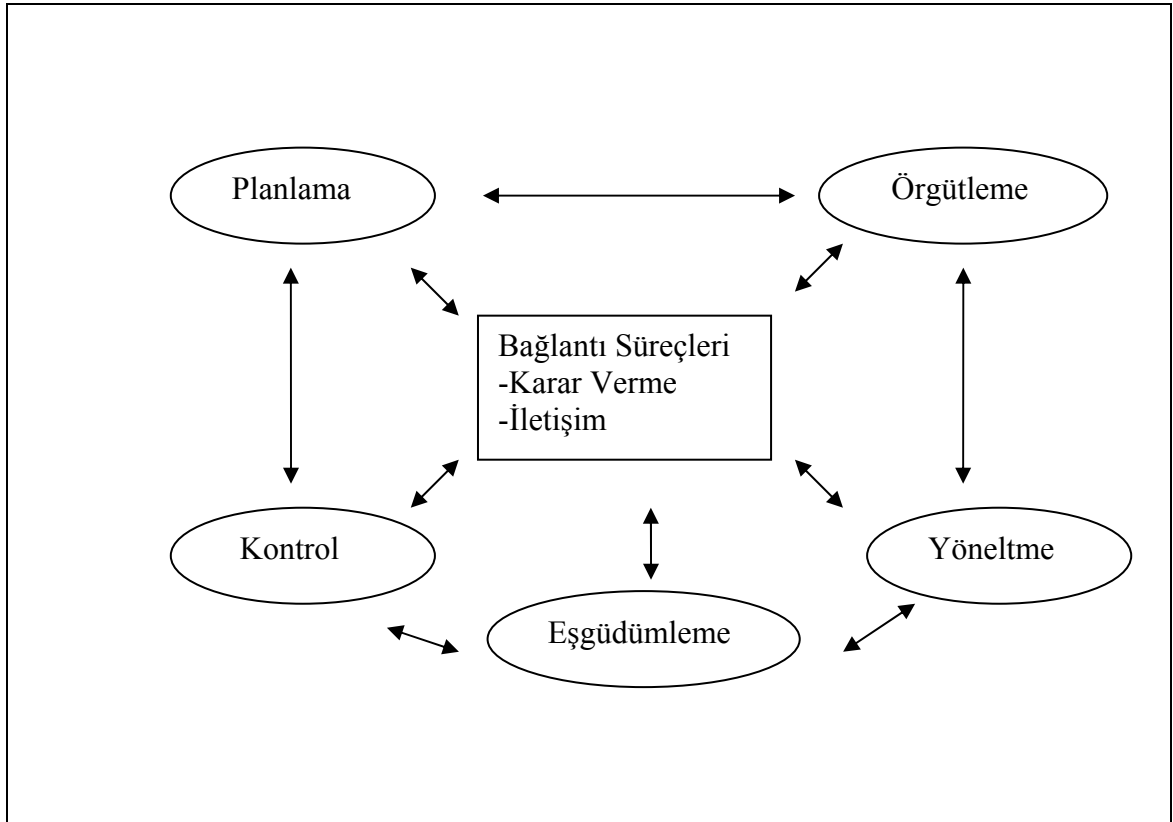 Planlama
Örgütleme
Bağlantı Süreçleri
-Karar Verme
-İletişim
Kontrol
Yöneltme
Eşgüdümleme